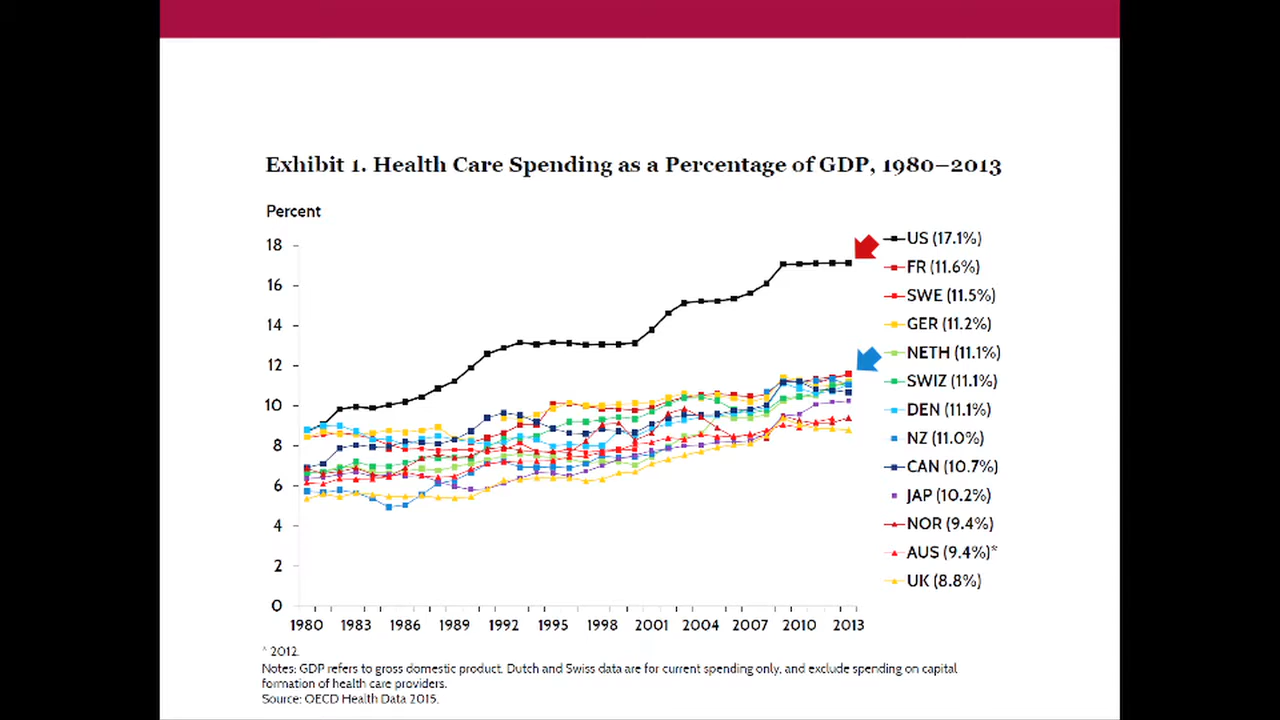 Exhibit 1. Health Care Spending as a Percentage of GDP, 1980–2013
Percent
18
16
14
12
10
8
6
4
2
0
US (17.1%)
FR (11.6%)
SWE (11.5%)
GER (11.2%)
NETH (11.1%)
SWIZ (11.1%)
DEN (11.1%)
NZ (11.0%)
CAN (10.7%)
JAP (10.2%)
NOR (9.4%)
AUS (9.4%)*
UK (8.8%)
1980 1983 1986 1989 1992 1995 1998 2001 2004 2007 2010 2013
* 2012.
Notes: GDP refers to gross domestic product. Dutch and Swiss data are for current spending only, and exclude spending on capital
formation of health care providers.
Source: OECD Health Data 2015.